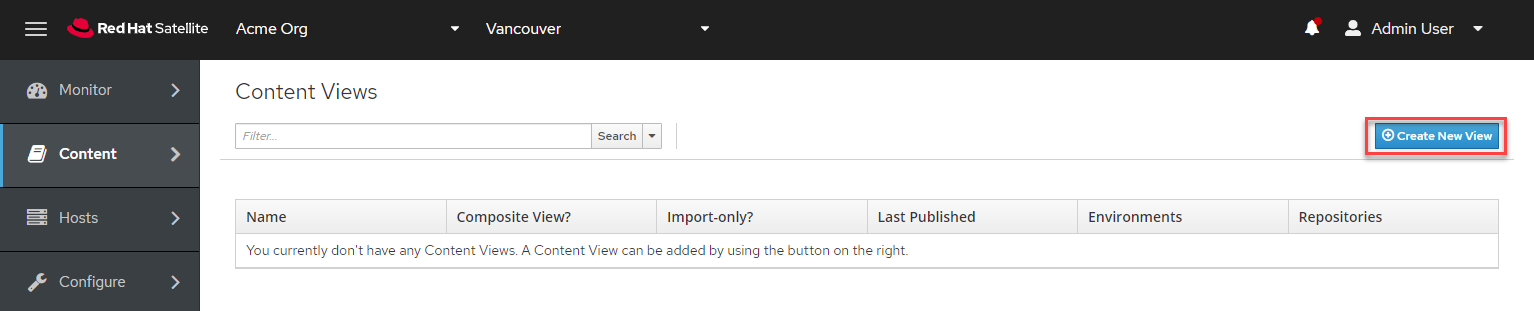 Red Hat Satellite Acme Org Vancouver Admin User
Monitor
Content Views
Filter... Search Create New View
Content
Name Composite View? Import-only? Last Published Environments Repositories
Hosts
You currently don't have any Content Views. A Content View can be added by using the button on the right.
Configure